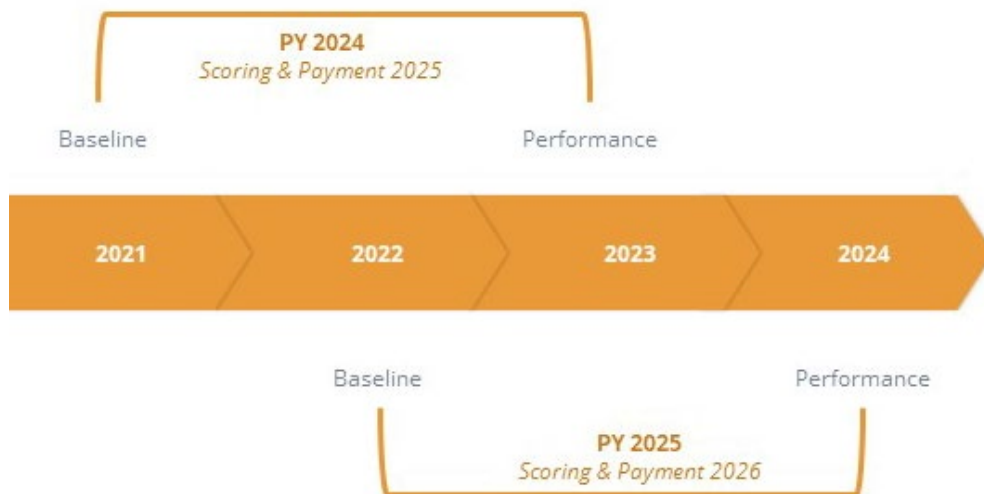 PY 2024
Scoring & Payment 2025
Baseline Performance
2021 2022 2023 2024
Baseline Performance
PY 2025
Scoring & Payment 2026